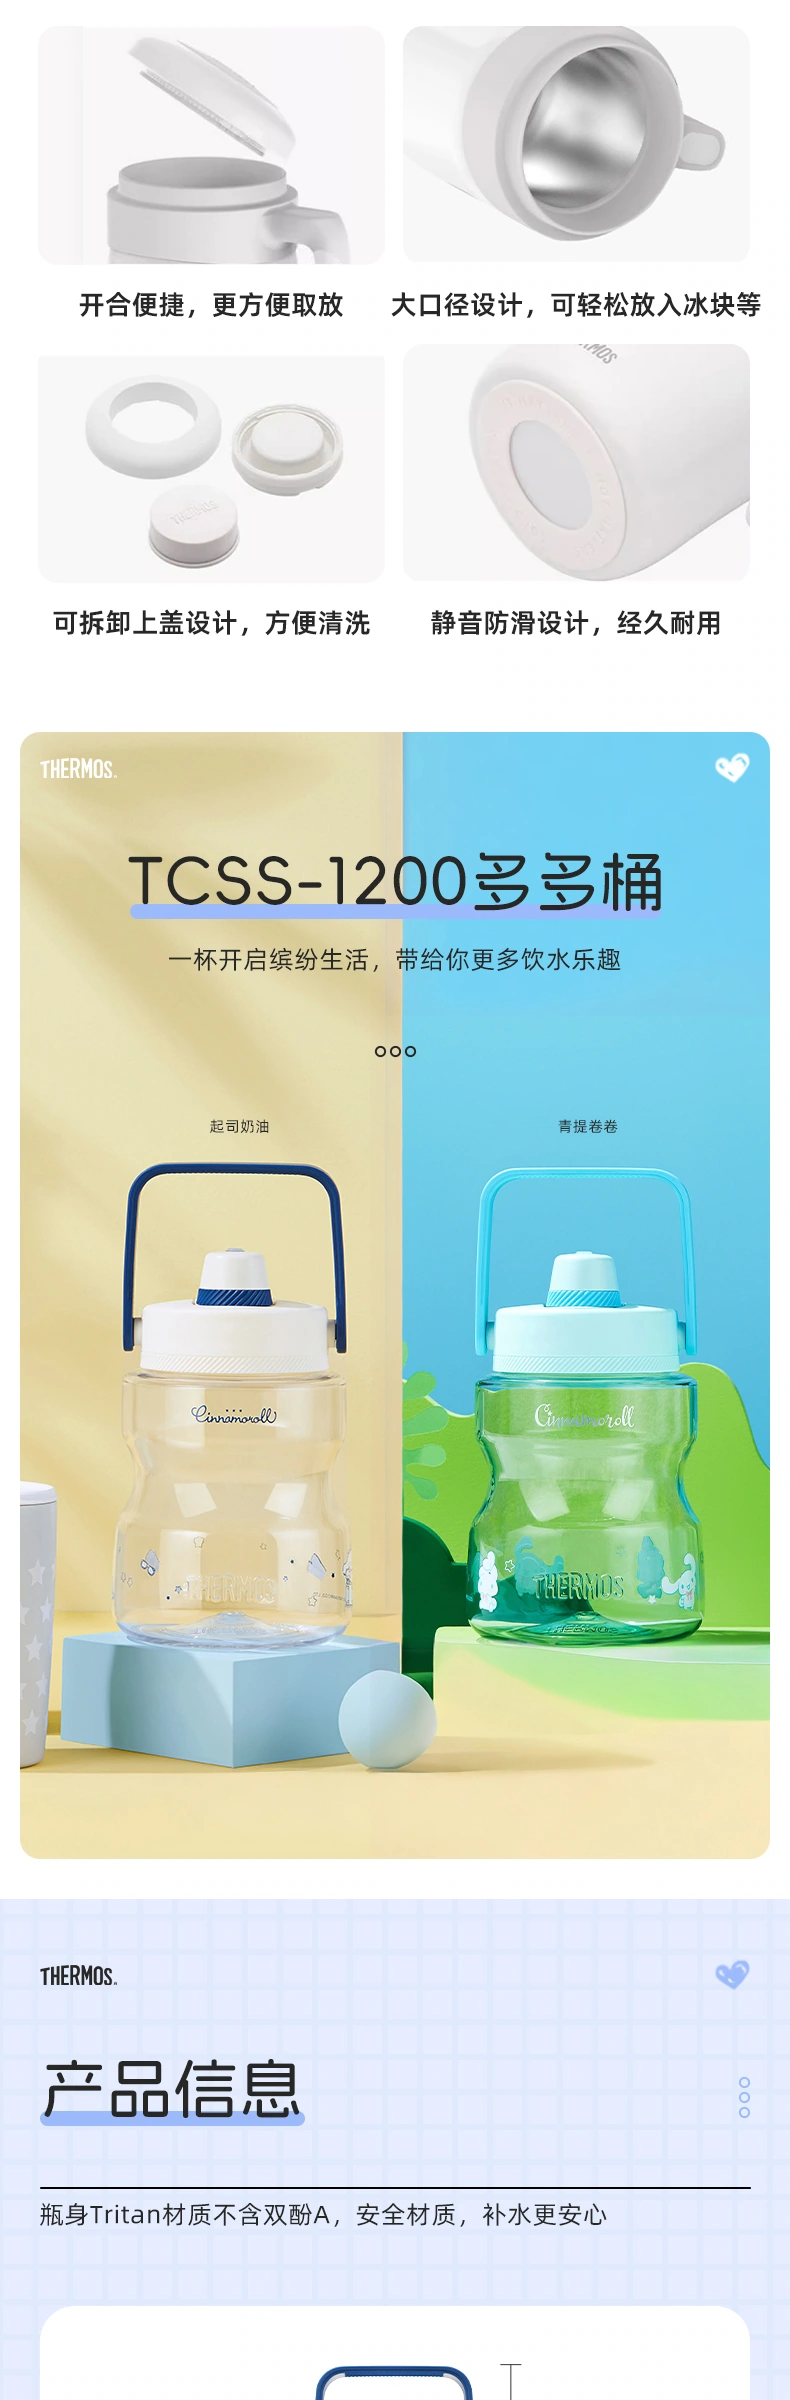 开合便捷，更方便取放
大口径设计，可轻松放入冰块等
THERMOS
可拆卸上盖设计，方便清洗
静音防滑设计，经久耐用
THERMOS
TCSS-1200多多桶
一杯开启缤纷生活，带给你更多饮水乐趣
起司奶油
青提卷卷
Cinnamoroll
Cinnamoroll
THERMOS
THERMOS
THERMOS
产品信息
瓶身Tritan材质不含双酚A，安全材质，补水更安心